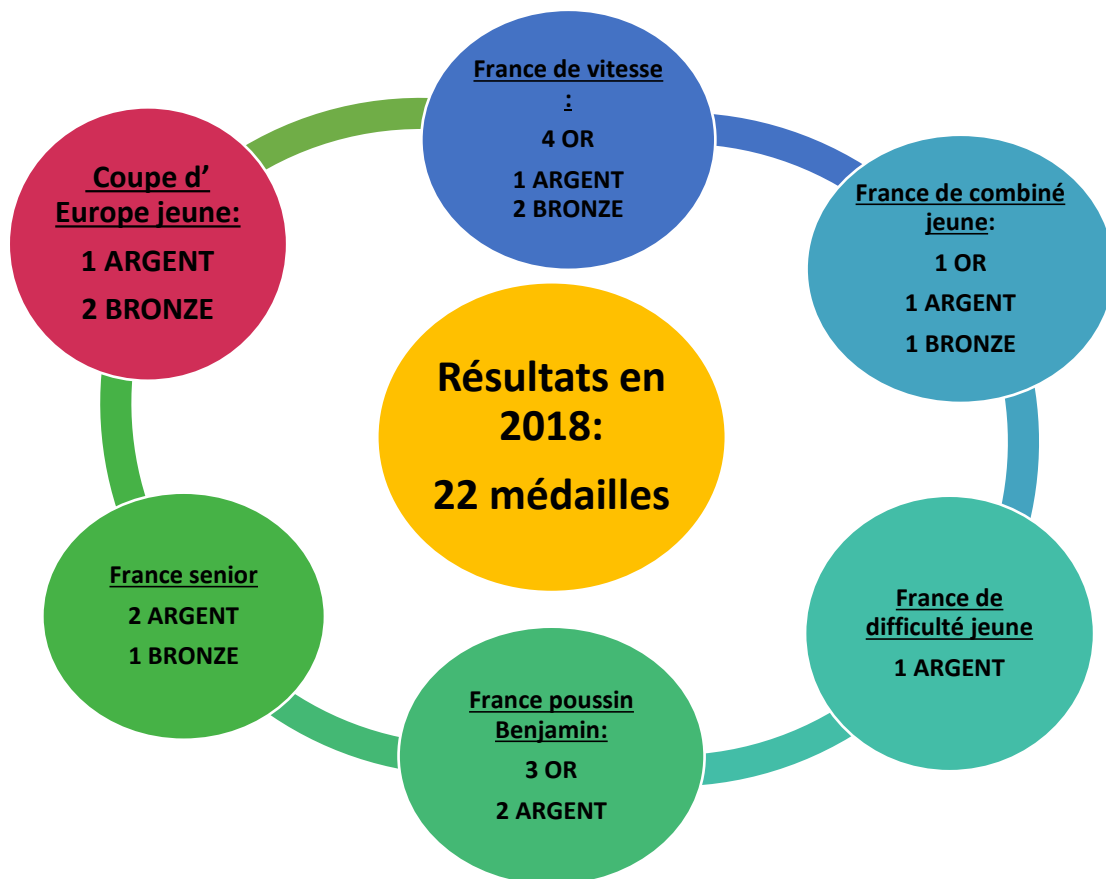 France de vitesse
:
4 OR
1 ARGENT
2 BRONZE
France de combiné
jeune:
1 OR
1 ARGENT
1 BRONZE
France de
difficulté jeune
1 ARGENT
France poussin
Benjamin:
3 OR
2 ARGENT
France senior
2 ARGENT
1 BRONZE
Coupe d’
Europe jeune:
1 ARGENT
2 BRONZE
Résultats en
2018:
22 médailles